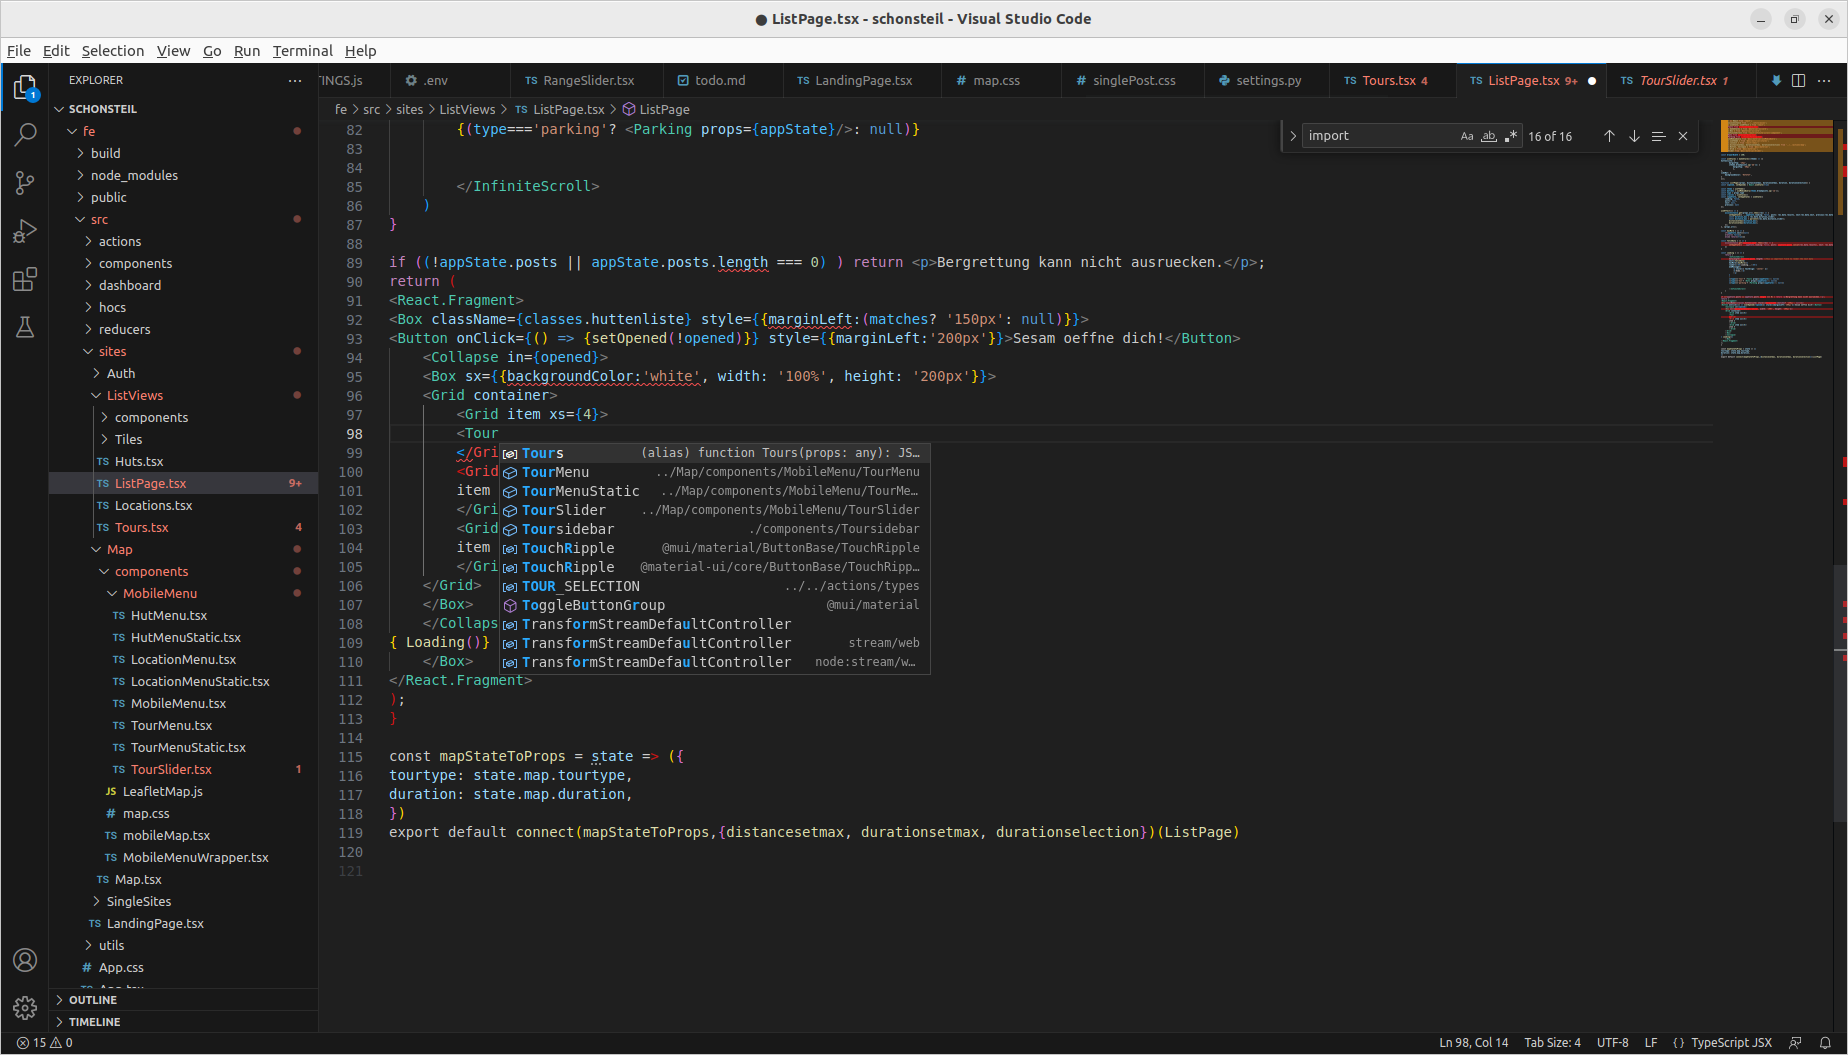 ● ListPage.tsx - schonsteil - Visual Studio Code
File Edit Selection View Go Run Terminal Help
EXPLORER
TINGS.js .env TS RangeSlider.tsx todo.md TS LandingPage.tsx # map.css # singlePost.css settings.py TS Tours.tsx 4 TS ListPage.tsx 9+ ● TS TourSlider.tsx 1
fe > src > sites > ListViews > TS ListPage.tsx > ListPage
import Aa ab .* 16 of 16
1
SCHONSTEIL
fe
build
node_modules
public
src
actions
components
dashboard
hocs
reducers
sites
Auth
ListViews
components
Tiles
TS Huts.tsx
TS ListPage.tsx 9+
TS Locations.tsx
TS Tours.tsx 4
Map
components
MobileMenu
TS HutMenu.tsx
TS HutMenuStatic.tsx
TS LocationMenu.tsx
TS LocationMenuStatic.tsx
TS MobileMenu.tsx
TS TourMenu.tsx
TS TourMenuStatic.tsx
TS TourSlider.tsx 1
JS LeafletMap.js
# map.css
TS mobileMap.tsx
TS MobileMenuWrapper.tsx
TS Map.tsx
SingleSites
TS LandingPage.tsx
utils
# App.css
OUTLINE
TIMELINE
82 {(type==='parking'? <Parking props={appState}/>: null)}
83
84
85 </InfiniteScroll>
86 )
87 }
88
89 if ((!appState.posts || appState.posts.length === 0) ) return <p>Bergrettung kann nicht ausruecken.</p>;
90 return (
91 <React.Fragment>
92 <Box className={classes.huttenliste} style={{marginLeft:(matches? '150px': null)}}>
93 <Button onClick={() => {setOpened(!opened)}} style={{marginLeft:'200px'}}>Sesam oeffne dich!</Button>
94 <Collapse in={opened}>
95 <Box sx={{backgroundColor:'white', width: '100%', height: '200px'}}>
96 <Grid container>
97 <Grid item xs={4}>
98 <Tour
99 </Gri
100 <Grid
101 item
102 </Gri
103 <Grid
104 item
105 </Gri
106 </Grid>
107 </Box>
108 </Collaps
109 { Loading()}
110 </Box>
111 </React.Fragment>
112 );
113 }
114
115 const mapStateToProps = state => ({
116 tourtype: state.map.tourtype,
117 duration: state.map.duration,
118 })
119 export default connect(mapStateToProps,{distancesetmax, durationsetmax, durationselection})(ListPage)
120
121
Tours (alias) function Tours(props: any): JS…
TourMenu ../Map/components/MobileMenu/TourMenu
TourMenuStatic ../Map/components/MobileMenu/TourMe…
TourSlider ../Map/components/MobileMenu/TourSlider
Toursidebar ./components/Toursidebar
TouchRipple @mui/material/ButtonBase/TouchRipple
TouchRipple @material-ui/core/ButtonBase/TouchRipp…
TOUR_SELECTION ../../actions/types
ToggleButtonGroup @mui/material
TransformStreamDefaultController
TransformStreamDefaultController stream/web
TransformStreamDefaultController node:stream/w…
15 0 Ln 98, Col 14 Tab Size: 4 UTF-8 LF {} TypeScript JSX